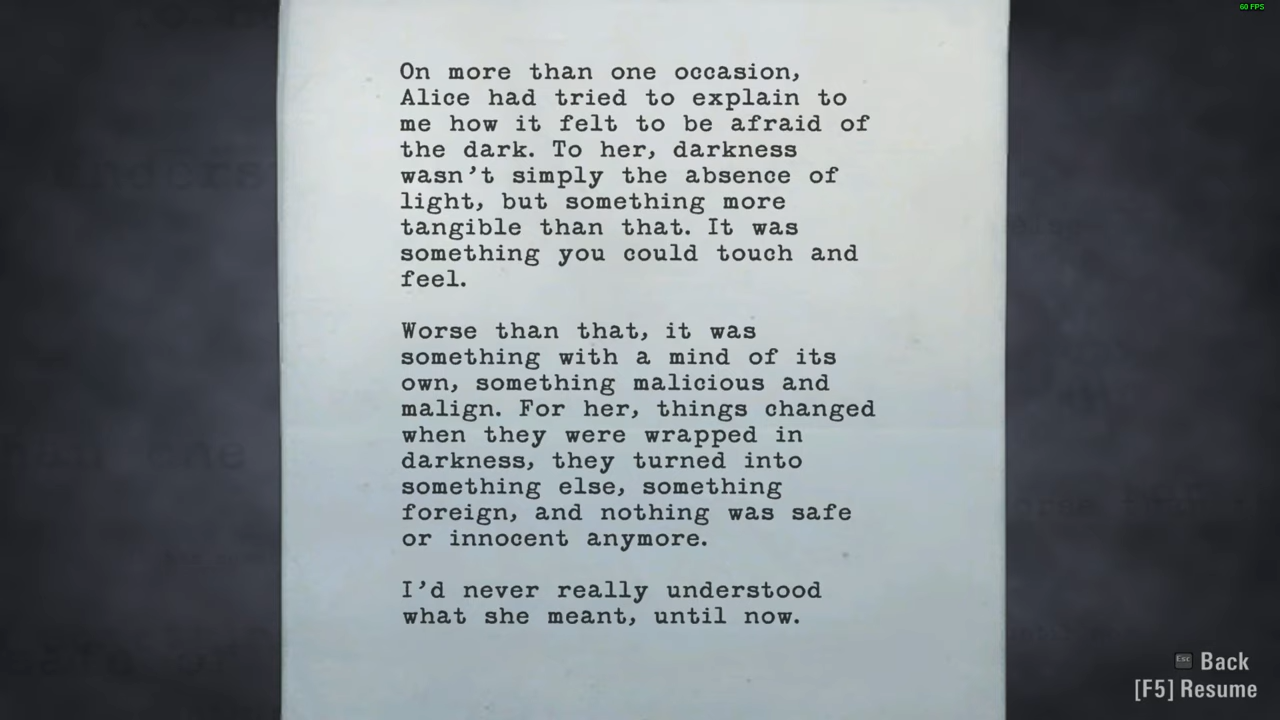 60 FPS
On more than one occasion,
Alice had tried to explain to
me how it felt to be afraid of
the dark. To her, darkness
wasn't simply the absence of
light, but something more
tangible than that. It was
something you could touch and
feel.
Worse than that, it was
something with a mind of its
own, something malicious and
malign. For her, things changed
when they were wrapped in
darkness, they turned into
something else, something
foreign, and nothing was safe
or innocent anymore.
I'd never really understood
what she meant, until now.
Esc Back
[F5] Resume